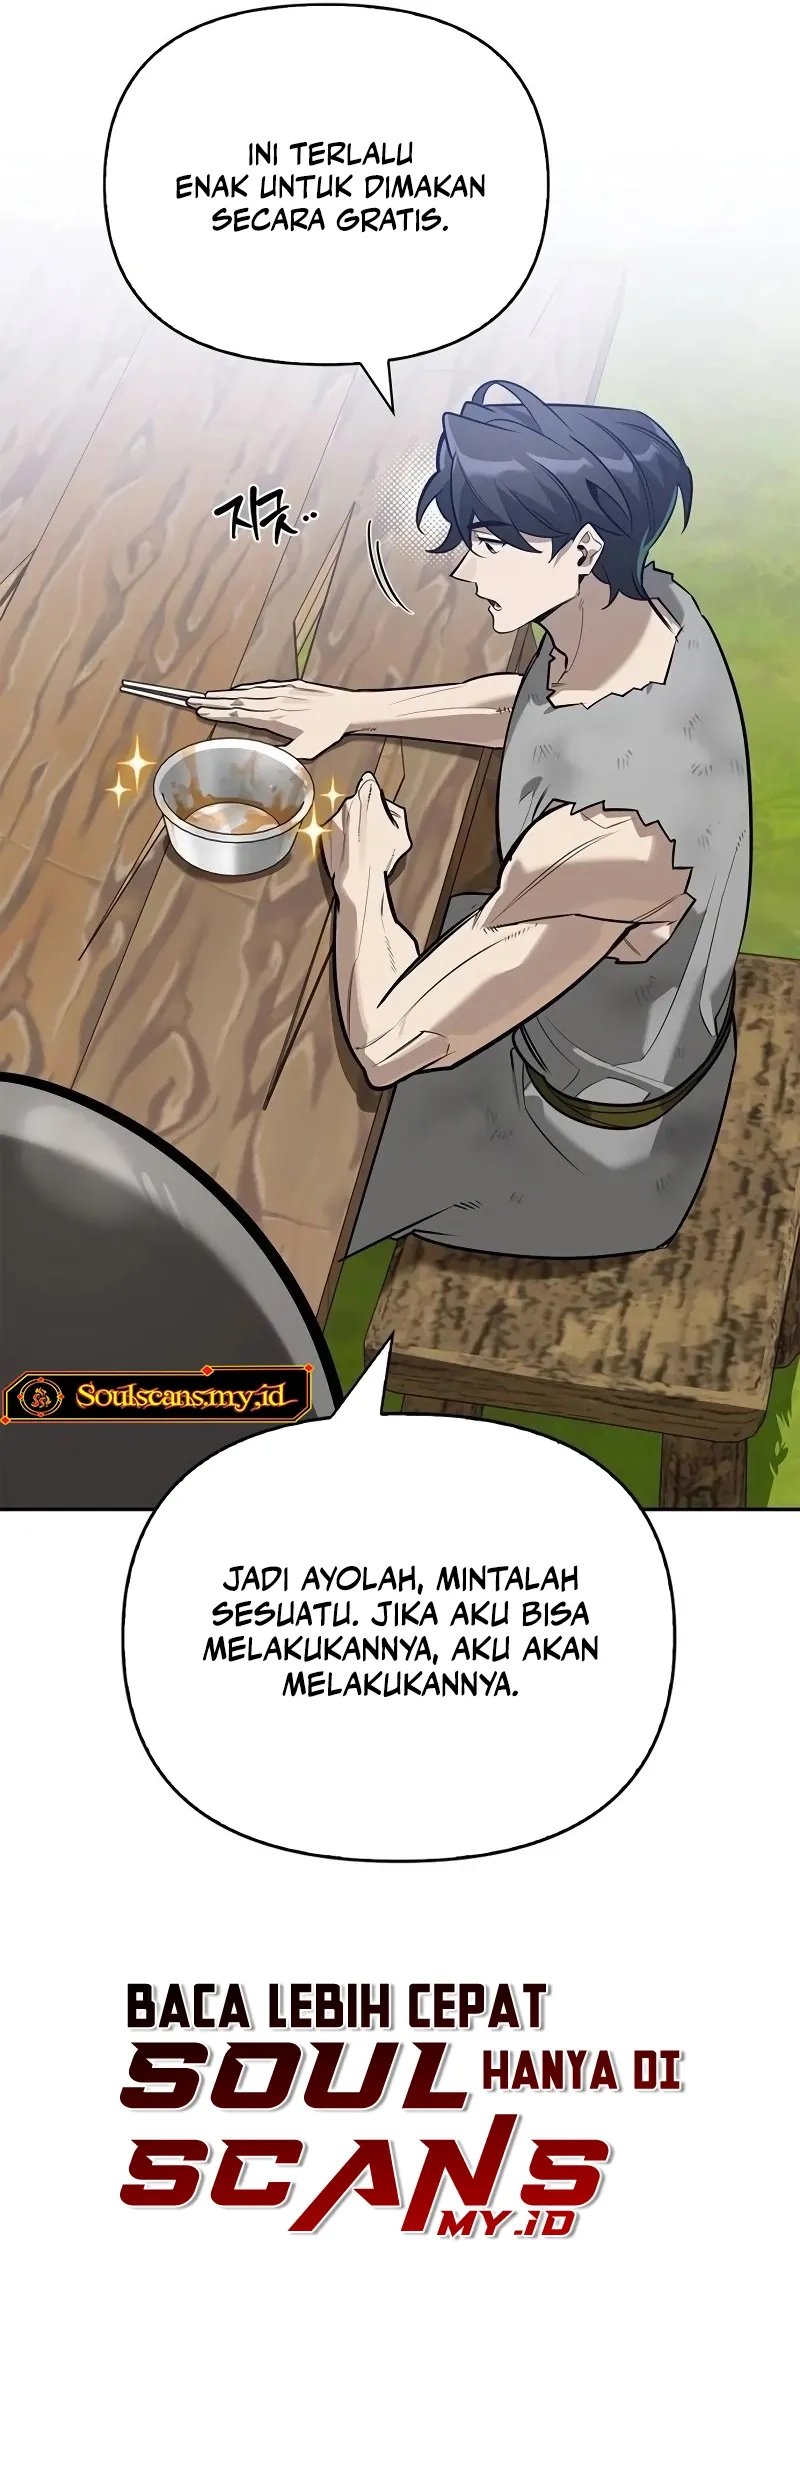 INI TERLALU
ENAK UNTUK DIMAKAN
SECARA GRATIS.
자긋..
Soulscans.my.id
JADI AYOLAH, MINTALAH
SESUATU. JIKA AKU BISA
MELAKUKANNYA, AKU AKAN
MELAKUKANNYA.
BACA LEBIH CEPAT
SOUL HANYA DI
SCANS
MY.iD